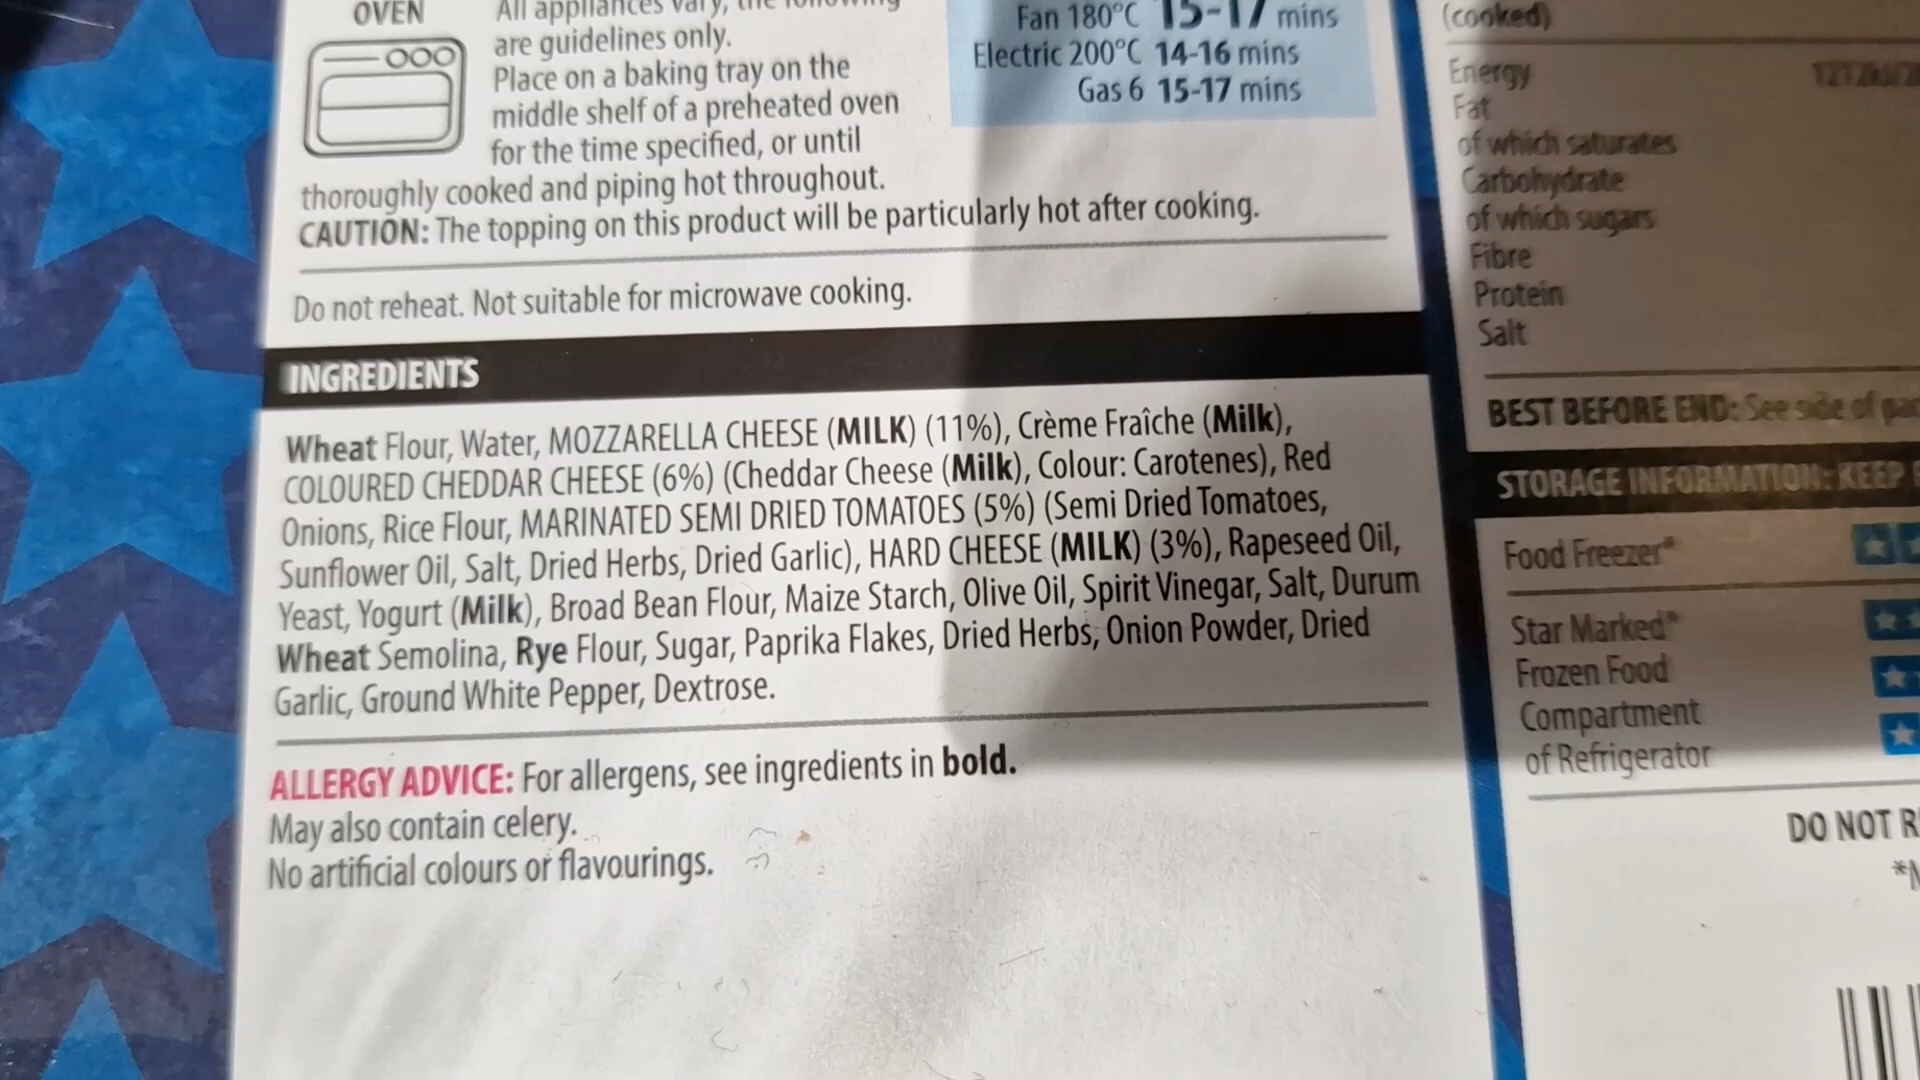 OVEN
All appliances vary, the following
are guidelines only.
Place on a baking tray on the
middle shelf of a preheated oven
for the time specified, or until
thoroughly cooked and piping hot throughout.
CAUTION: The topping on this product will be particularly hot after cooking.
Fan 180°C 15-17 mins
Electric 200°C 14-16 mins
Gas 6 15-17 mins
Do not reheat. Not suitable for microwave cooking.
INGREDIENTS
Wheat Flour, Water, MOZZARELLA CHEESE (MILK) (11%), Crème Fraîche (Milk),
COLOURED CHEDDAR CHEESE (6%) (Cheddar Cheese (Milk), Colour: Carotenes), Red
Onions, Rice Flour, MARINATED SEMI DRIED TOMATOES (5%) (Semi Dried Tomatoes,
Sunflower Oil, Salt, Dried Herbs, Dried Garlic), HARD CHEESE (MILK) (3%), Rapeseed Oil,
Yeast, Yogurt (Milk), Broad Bean Flour, Maize Starch, Olive Oil, Spirit Vinegar, Salt, Durum
Wheat Semolina, Rye Flour, Sugar, Paprika Flakes, Dried Herbs, Onion Powder, Dried
Garlic, Ground White Pepper, Dextrose.
ALLERGY ADVICE: For allergens, see ingredients in bold.
May also contain celery.
No artificial colours or flavourings.
(cooked)
Energy
Fat
of which saturates
Carbohydrate
of which sugars
Fibre
Protein
Salt
BEST BEFORE END: See side of
STORAGE INFORMATION: KEEP
Food Freezer*
Star Marked*
Frozen Food
Compartment
of Refrigerator
DO NOT